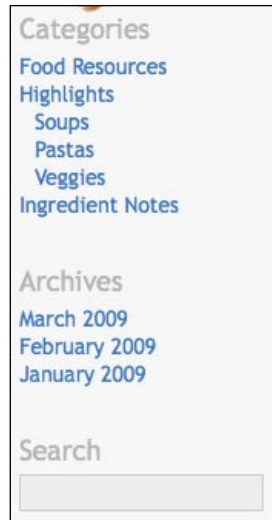 Categories
Food Resources
Highlights
Soups
Pastas
Veggies
Ingredient Notes
Archives
March 2009
February 2009
January 2009
Search